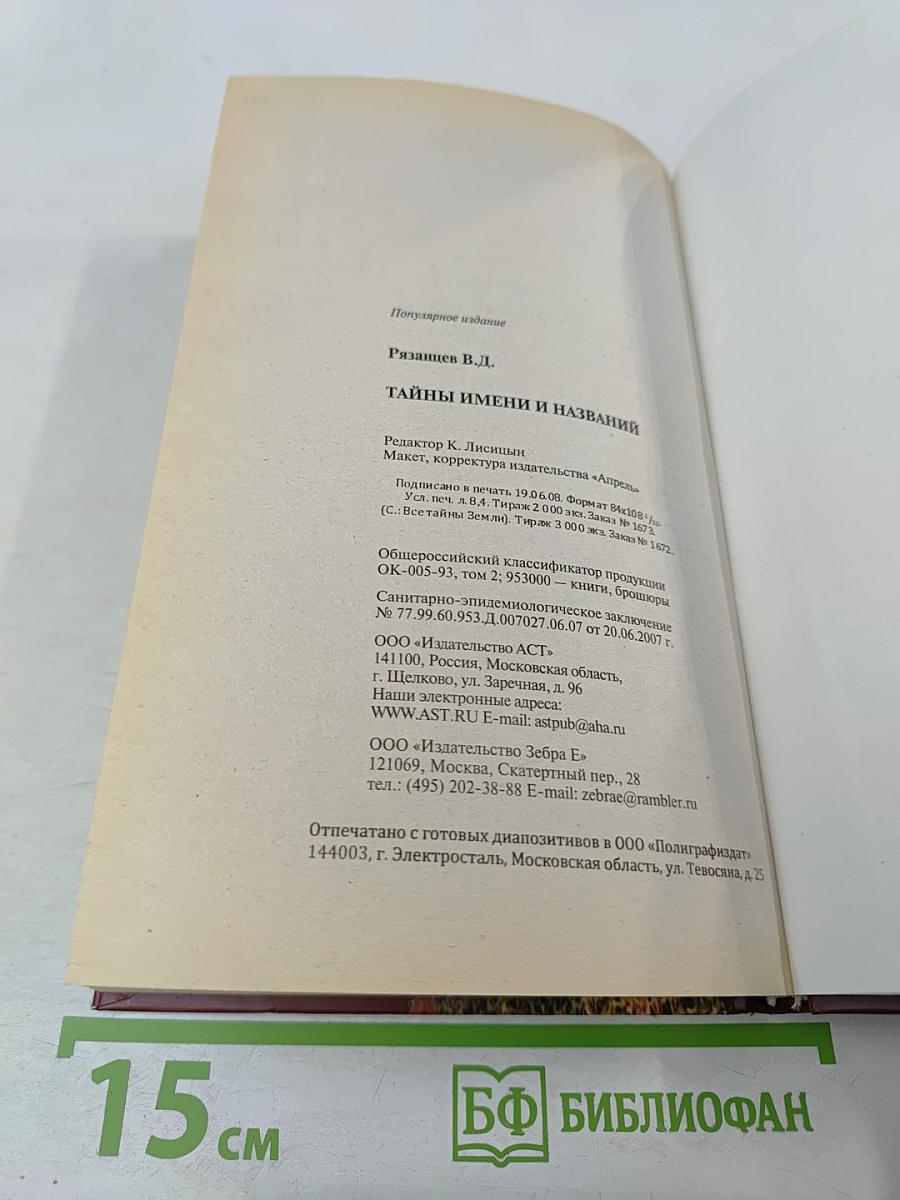 Популярное издание
Рязанцев В.Д.
ТАЙНЫ ИМЕНИ И НАЗВАНИЙ
Редактор К. Лисицын
Макет, корректура издательства «Апрель»
Подписано в печать 19.06.08. Формат 84х108 ¹/₃₂.
Усл. печ. л. 8,4. Тираж 2 000 экз. Заказ № 1673.
(С.: Все тайны Земли). Тираж 3 000 экз. Заказ № 1672.
Общероссийский классификатор продукции
ОК-005-93, том 2; 953000 — книги, брошюры
Санитарно-эпидемиологическое заключение
№ 77.99.60.953.Д.007027.06.07 от 20.06.2007 г.
ООО «Издательство АСТ»
141100, Россия, Московская область,
г. Щелково, ул. Заречная, д. 96
Наши электронные адреса:
WWW.AST.RU E-mail: astpub@aha.ru
ООО «Издательство Зебра Е»
121069, Москва, Скатертный пер., 28
тел.: (495) 202-38-88 E-mail: zebrae@rambler.ru
Отпечатано с готовых диапозитивов в ООО «Полиграфиздат»
144003, г. Электросталь, Московская область, ул. Тевосяна, д. 25
15 см
БФ БИБЛИОФАН